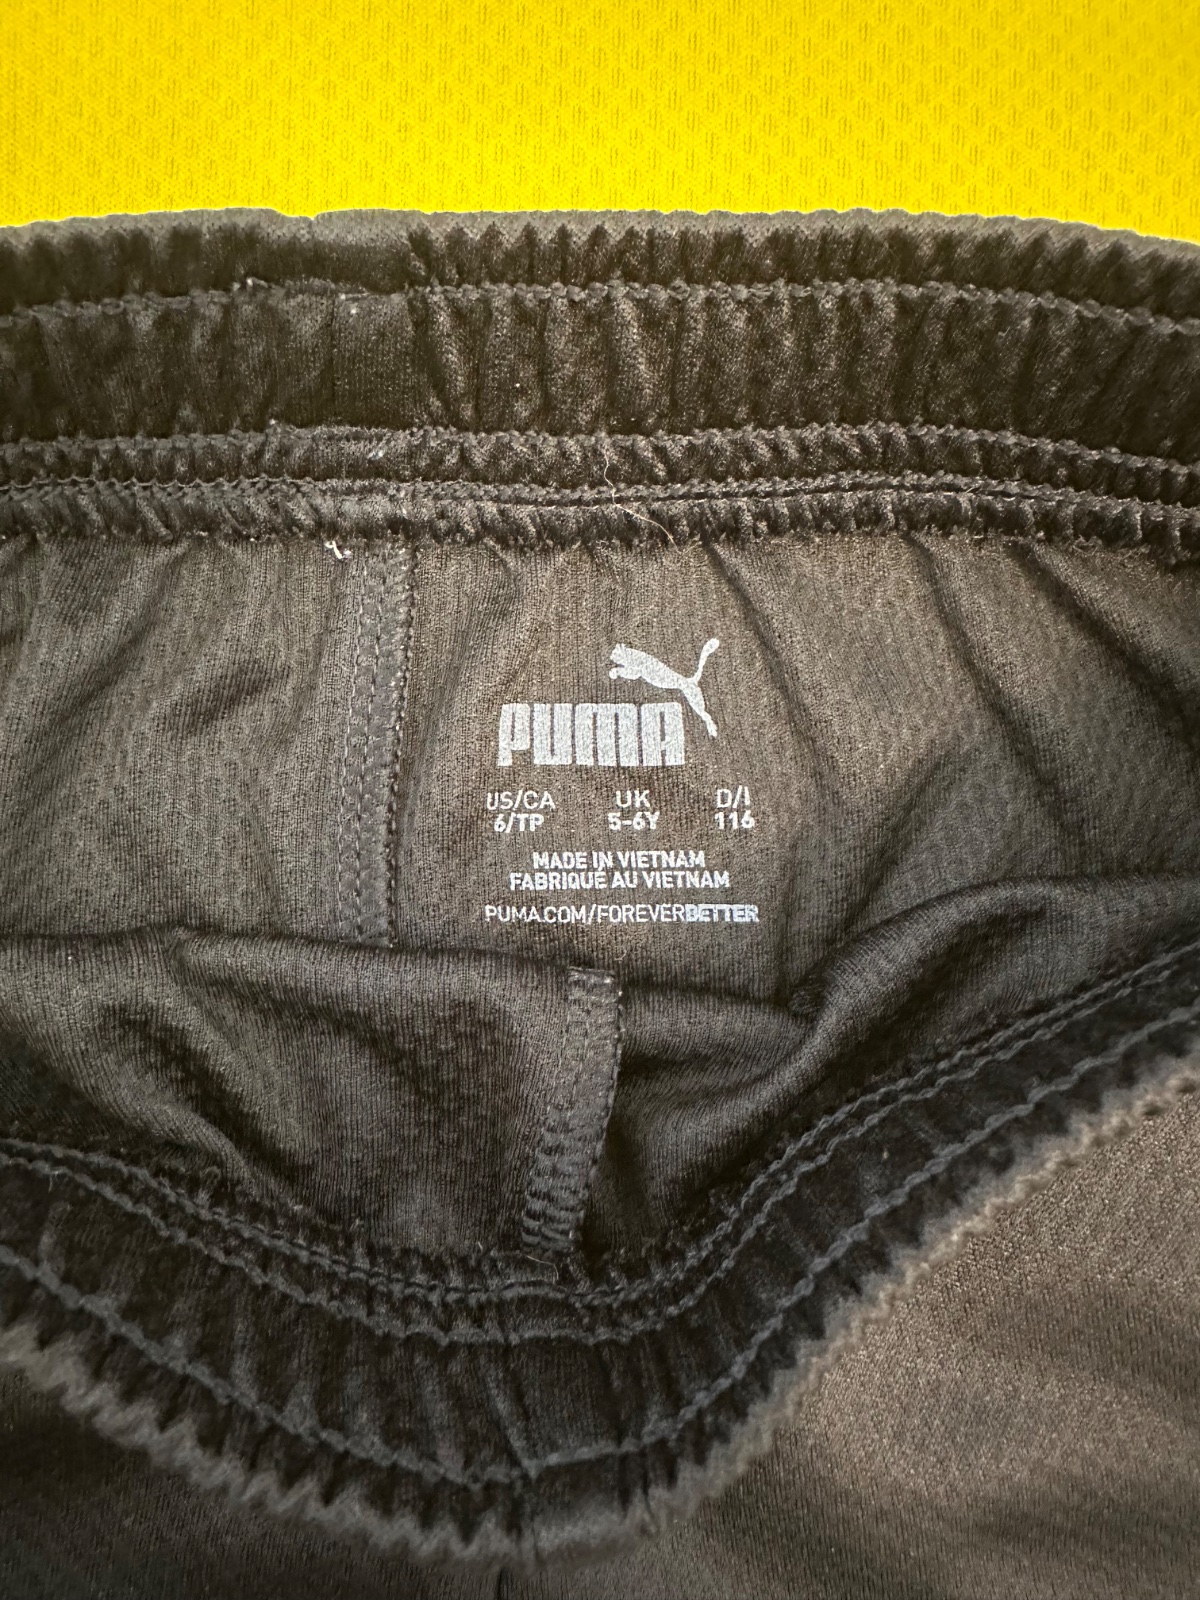 PUMA
US/CA UK D/I
6/TP 5-6Y 116
MADE IN VIETNAM
FABRIQUÉ AU VIETNAM
PUMA.COM/FOREVERBETTER